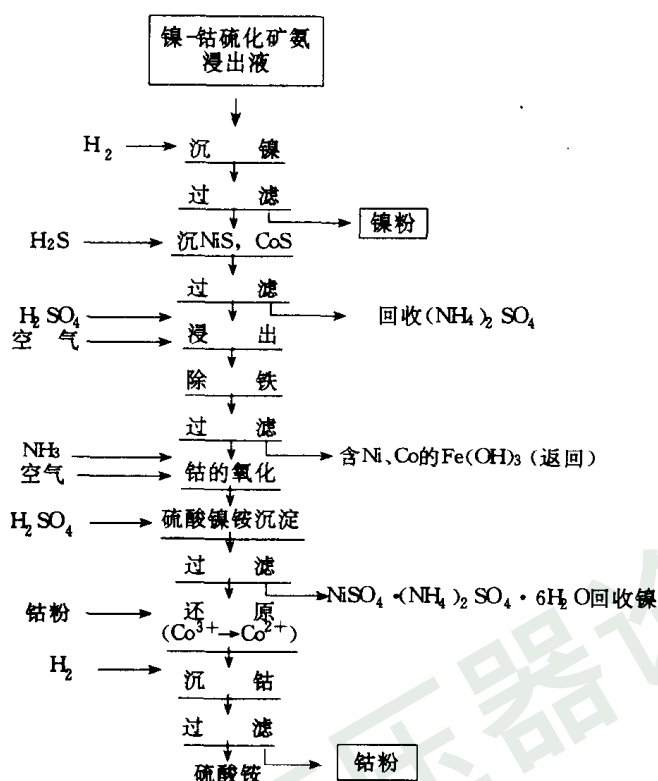 镍-钴硫化矿氨
浸出液
H2
沉 镍
过 滤
镍粉
H2S
沉NiS，CoS
过 滤
H2SO4
空 气
回收(NH4)2SO4
浸 出
除 铁
过 滤
NH3
空气
含Ni、Co的Fe(OH)3(返回)
钴的氧化
H2SO4
硫酸镍铵沉淀
过 滤
NiSO4·(NH4)2SO4·6H2O回收镍
钴粉
还 原
(Co3+→Co2+)
H2
沉 钴
过 滤
钴粉
硫酸铵
压器论